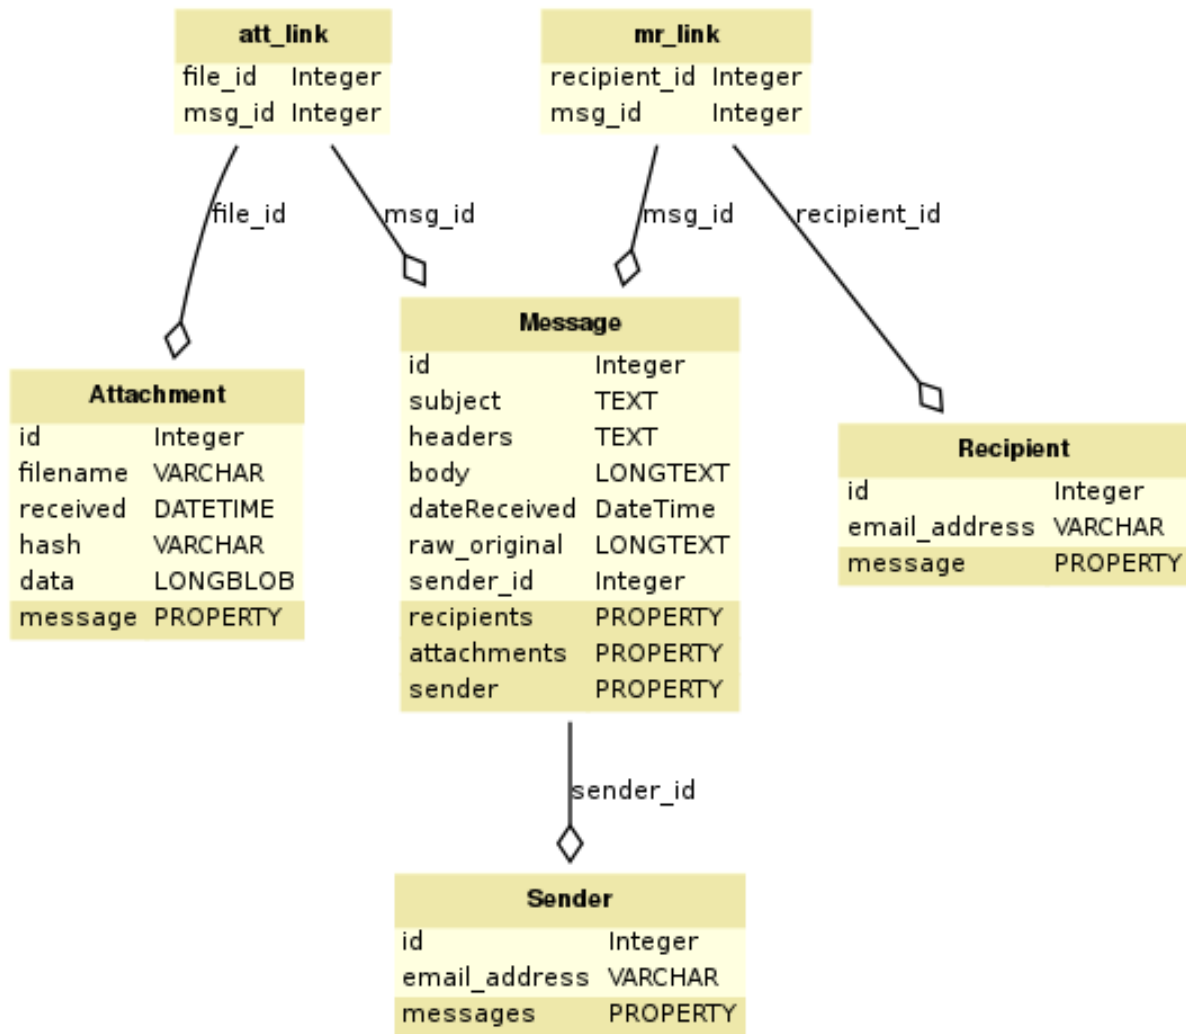 att_link
file_id Integer
msg_id Integer
mr_link
recipient_id Integer
msg_id Integer
file_id
msg_id
msg_id
recipient_id
Attachment
id Integer
filename VARCHAR
received DATETIME
hash VARCHAR
data LONGBLOB
message PROPERTY
Message
id Integer
subject TEXT
headers TEXT
body LONGTEXT
dateReceived DateTime
raw_original LONGTEXT
sender_id Integer
recipients PROPERTY
attachments PROPERTY
sender PROPERTY
Recipient
id Integer
email_address VARCHAR
message PROPERTY
sender_id
Sender
id Integer
email_address VARCHAR
messages PROPERTY